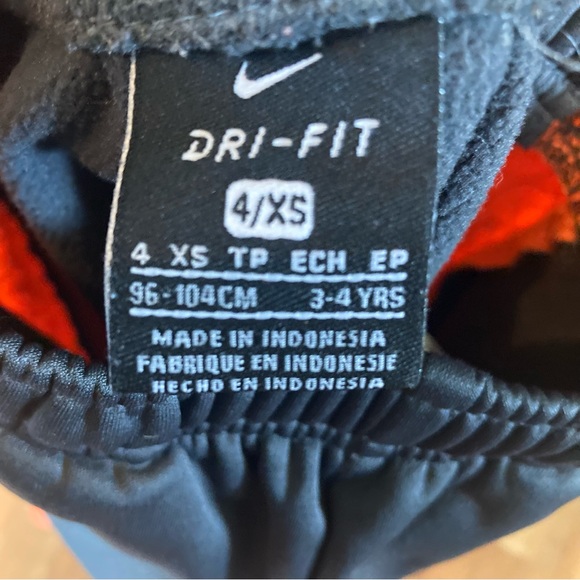 DRI-FIT
4/XS
4 XS TP ECH EP
96-104CM 3-4 YRS
MADE IN INDONESIA
FABRIQUE EN INDONESIE
HECHO EN INDONESIA